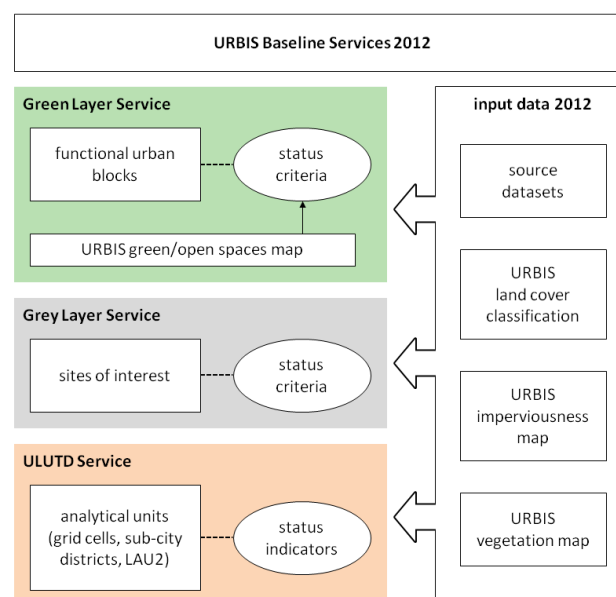 URBIS Baseline Services 2012
Green Layer Service
functional urban
blocks
status
criteria
URBIS green/open spaces map
Grey Layer Service
sites of interest
status
criteria
ULUTD Service
analytical units
(grid cells, sub-city
districts, LAU2)
status
indicators
input data 2012
source
datasets
URBIS
land cover
classification
URBIS
imperviousness
map
URBIS
vegetation map